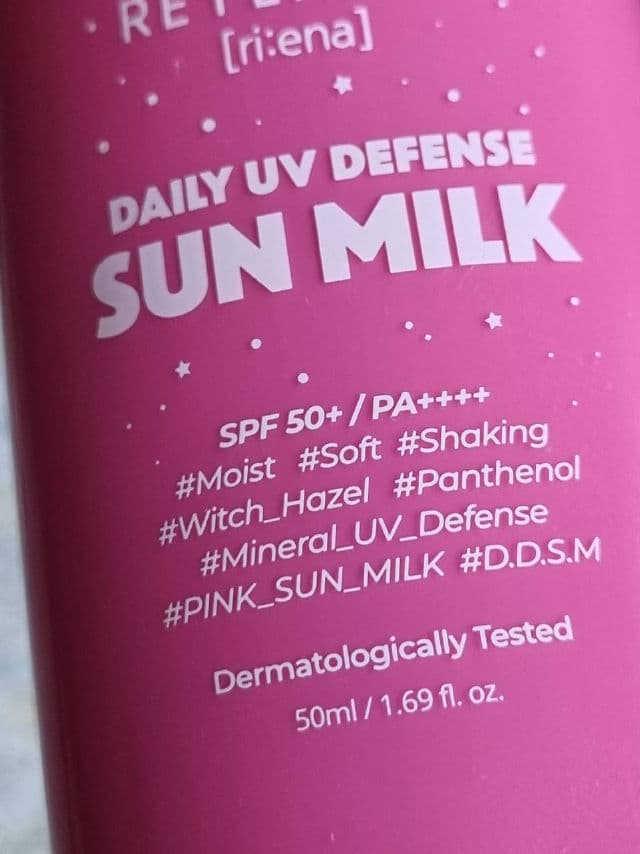 [ri:ena]
DAILY UV DEFENSE
SUN MILK
SPF 50+ / PA++++
#Moist #Soft #Shaking
#Witch_Hazel #Panthenol
#Mineral_UV_Defense
#PINK_SUN_MILK #D.D.S.M
Dermatologically Tested
50ml / 1.69 fl. oz.